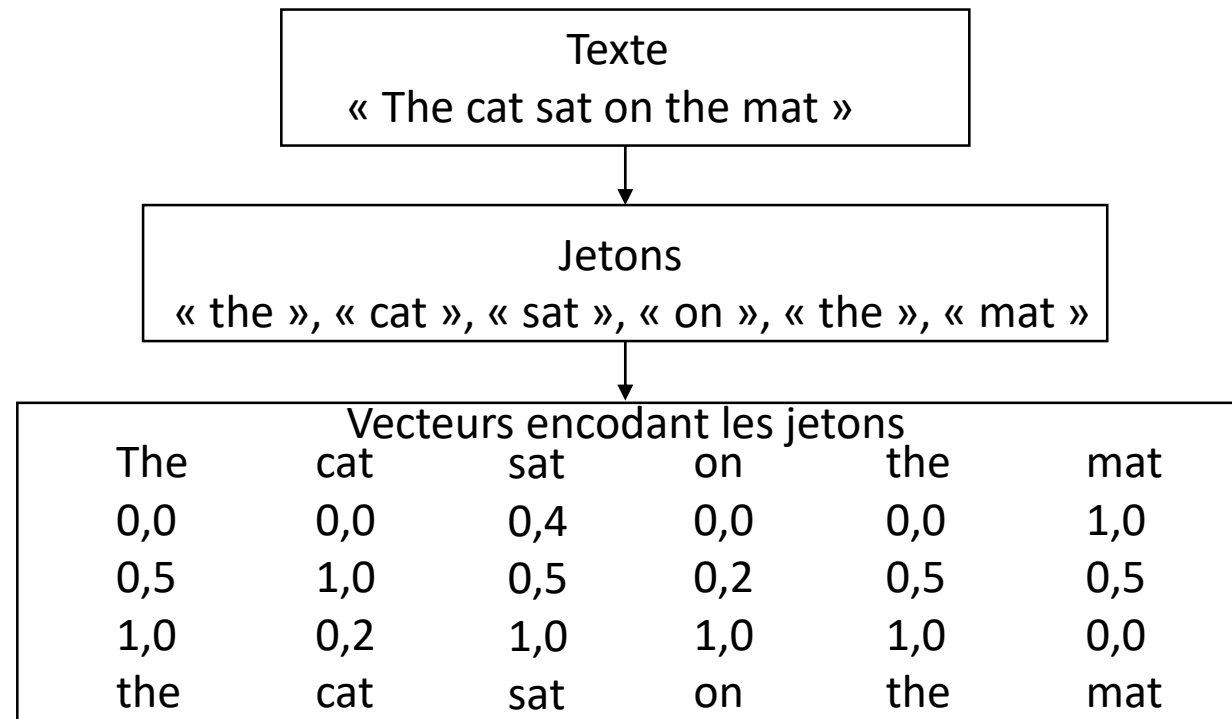 Texte
« The cat sat on the mat »
Jetons
« the », « cat », « sat », « on », « the », « mat »
Vecteurs encodant les jetons
The cat sat on the mat
0,0 0,0 0,4 0,0 0,0 1,0
0,5 1,0 0,5 0,2 0,5 0,5
1,0 0,2 1,0 1,0 1,0 0,0
the cat sat on the mat